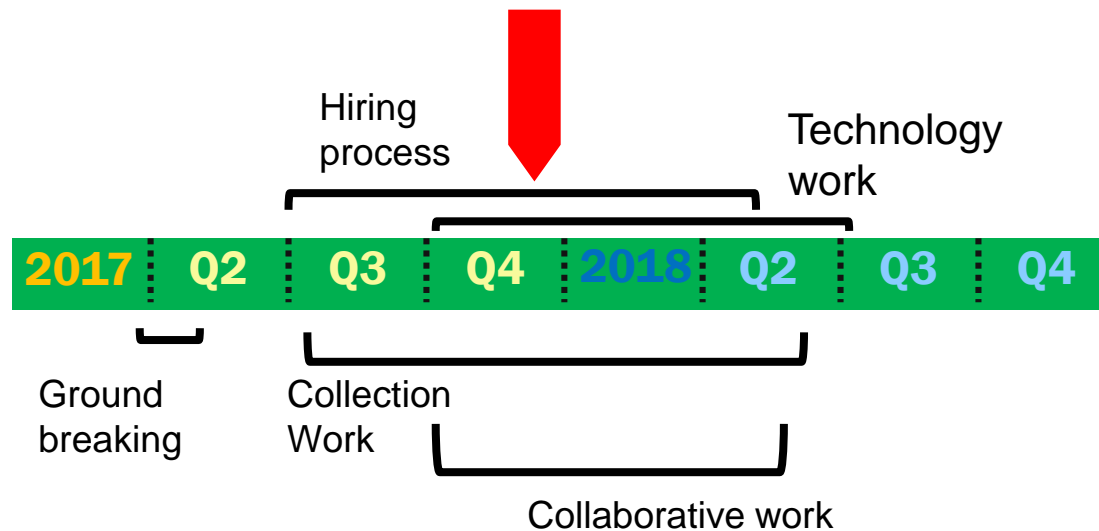 Hiring
process
Technology
work
2017 Q2 Q3 Q4 2018 Q2 Q3 Q4
Ground
breaking
Collection
Work
Collaborative work